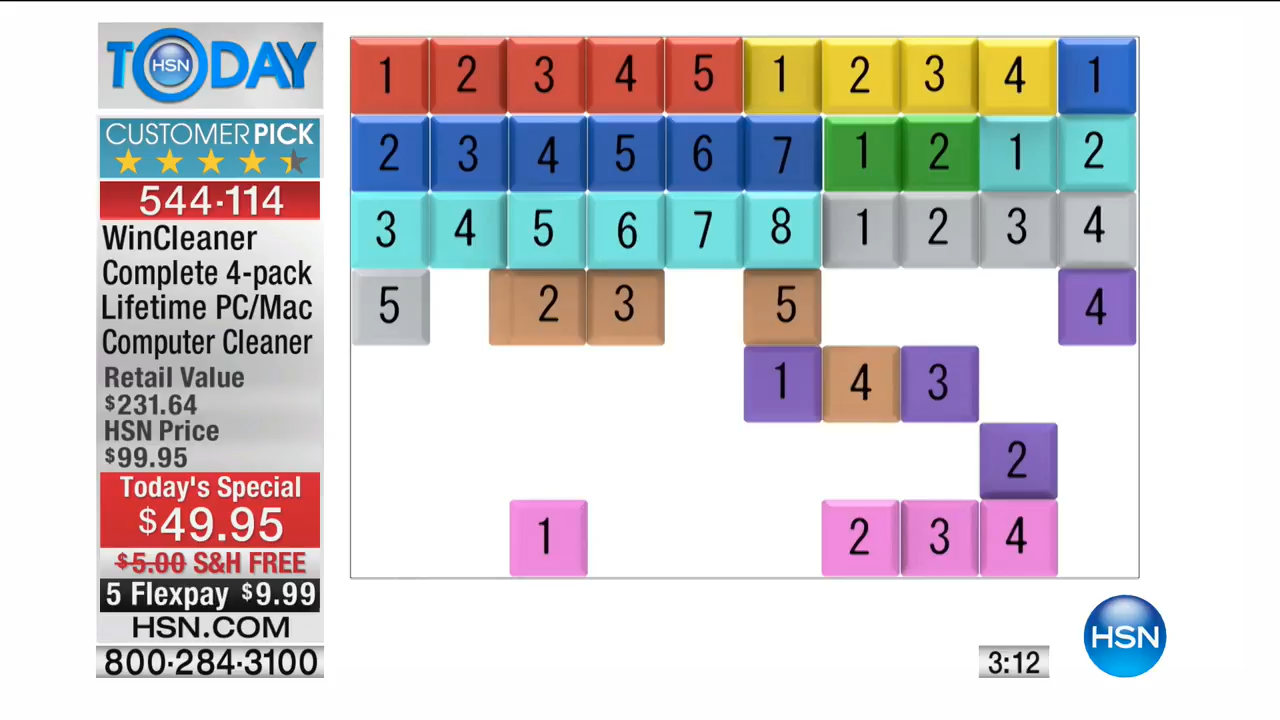 TODAY
HSN
CUSTOMER PICK
544-114
WinCleaner
Complete 4-pack
Lifetime PC/Mac
Computer Cleaner
Retail Value
$231.64
HSN Price
$99.95
Today's Special
$49.95
$5.00 S&H FREE
5 Flexpay $9.99
HSN.COM
800·284·3100
1 2 3 4 5 1 2 3 4 1
2 3 4 5 6 7 1 2 1 2
3 4 5 6 7 8 1 2 3 4
5 2 3 5 4
1 4 3
2
1 2 3 4
3:12
HSN